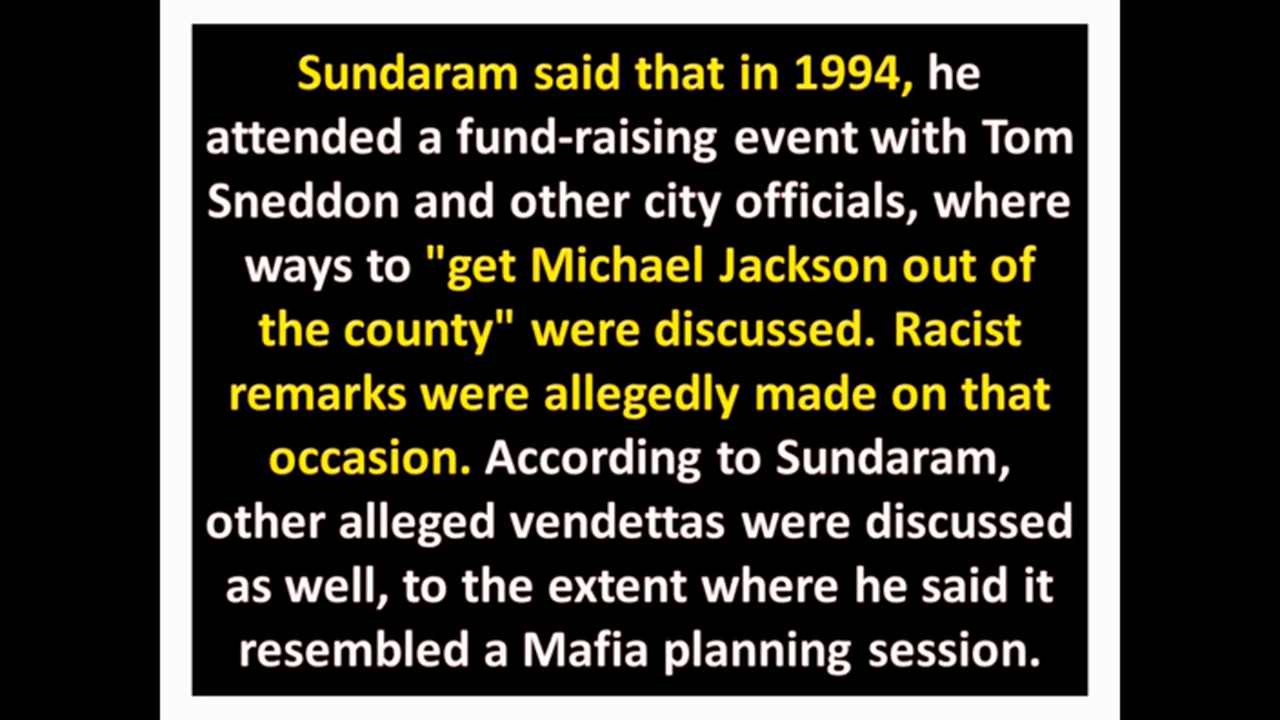 Sundaram said that in 1994, he
attended a fund-raising event with Tom
Sneddon and other city officials, where
ways to "get Michael Jackson out of
the county" were discussed. Racist
remarks were allegedly made on that
occasion. According to Sundaram,
other alleged vendettas were discussed
as well, to the extent where he said it
resembled a Mafia planning session.